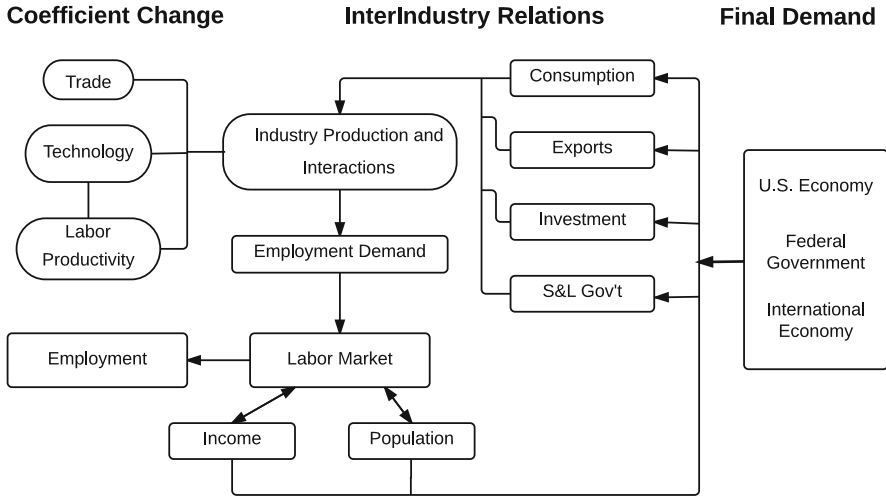 Coefficient Change
InterIndustry Relations
Final Demand
Trade
Technology
Labor
Productivity
Industry Production and
Interactions
Employment Demand
Labor Market
Employment
Income
Population
Consumption
Exports
Investment
S&L Gov't
U.S. Economy
Federal
Government
International
Economy